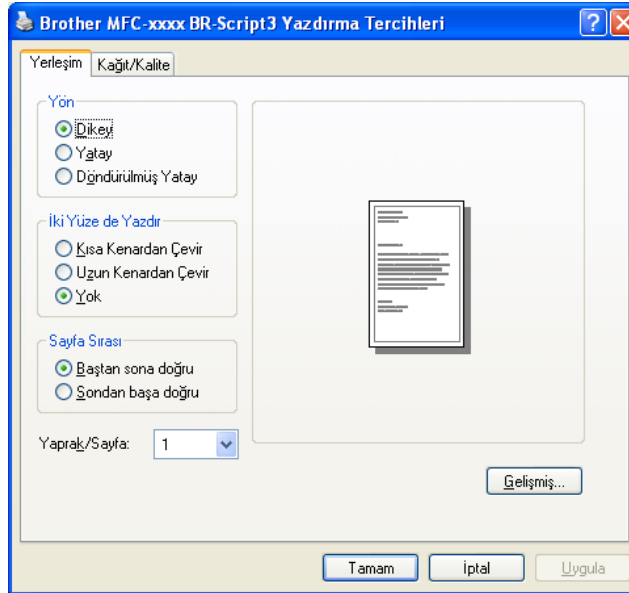 Brother MFC-xxxx BR-Script3 Yazdırma Tercihleri
Yerleşim
Kağıt/Kalite
Yön
Dikey
Yatay
Döndürülmüş Yatay
İki Yüze de Yazdır
Kısa Kenardan Çevir
Uzun Kenardan Çevir
Yok
Sayfa Sırası
Baştan sona doğru
Sondan başa doğru
Yaprak/Sayfa: 1
Gelişmiş...
Tamam İptal Uygula